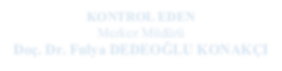 KONTROL EDEN
Merkez Müdürü
Doç. Dr. Fulya DEDEOĞLU KONAKÇI